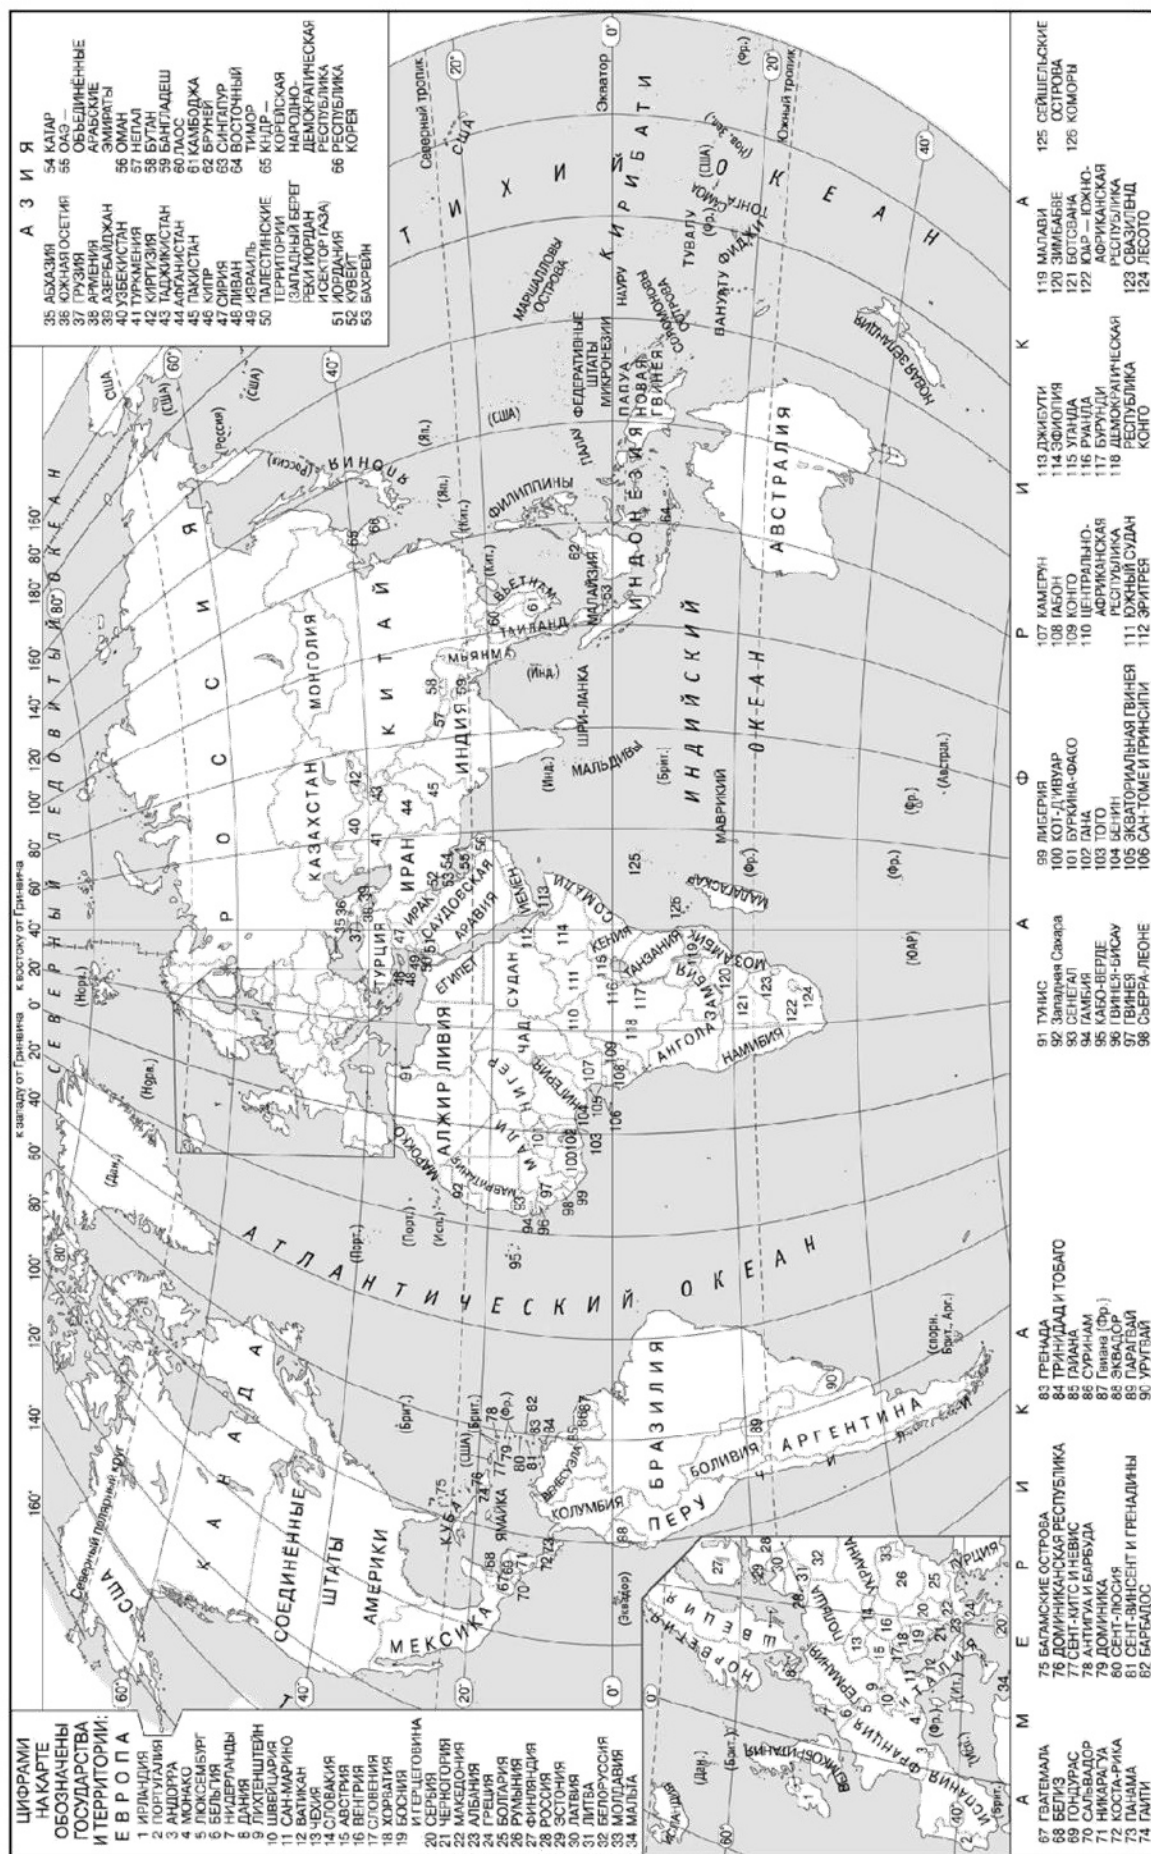 ЦИФРАМИ
НА КАРТЕ
ОБОЗНАЧЕНЫ
ГОСУДАРСТВА
И ТЕРРИТОРИИ:
ЕВРОПА
1 ИРЛАНДИЯ
2 ПОРТУГАЛИЯ
3 АНДОРРА
4 МОНАКО
5 ЛЮКСЕМБУРГ
6 БЕЛЬГИЯ
7 НИДЕРЛАНДЫ
8 ДАНИЯ
9 ЛИХТЕНШТЕЙН
10 ШВЕЙЦАРИЯ
11 САН-МАРИНО
12 ВАТИКАН
13 ЧЕХИЯ
14 СЛОВАКИЯ
15 АВСТРИЯ
16 ВЕНГРИЯ
17 СЛОВЕНИЯ
18 ХОРВАТИЯ
19 БОСНИЯ
И ГЕРЦЕГОВИНА
20 СЕРБИЯ
21 ЧЕРНОГОРИЯ
22 МАКЕДОНИЯ
23 АЛБАНИЯ
24 ГРЕЦИЯ
25 БОЛГАРИЯ
26 РУМЫНИЯ
27 ФИНЛЯНДИЯ
28 РОССИЯ
29 ЭСТОНИЯ
30 ЛАТВИЯ
31 ЛИТВА
32 БЕЛОРУССИЯ
33 МОЛДАВИЯ
34 МАЛЬТА
АЗИЯ
35 АБХАЗИЯ
36 ЮЖНАЯ ОСЕТИЯ
37 ГРУЗИЯ
38 АРМЕНИЯ
39 АЗЕРБАЙДЖАН
40 УЗБЕКИСТАН
41 ТУРКМЕНИЯ
42 КИРГИЗИЯ
43 ТАДЖИКИСТАН
44 АФГАНИСТАН
45 ПАКИСТАН
46 КИПР
47 СИРИЯ
48 ЛИВАН
49 ИЗРАИЛЬ
50 ПАЛЕСТИНСКИЕ
ТЕРРИТОРИИ
(ЗАПАДНЫЙ БЕРЕГ
РЕКИ ИОРДАН
И СЕКТОР ГАЗА)
51 ИОРДАНИЯ
52 КУВЕЙТ
53 БАХРЕЙН
54 КАТАР
55 ОАЭ —
ОБЪЕДИНЁННЫЕ
АРАБСКИЕ
ЭМИРАТЫ
56 ОМАН
57 НЕПАЛ
58 БУТАН
59 БАНГЛАДЕШ
60 ЛАОС
61 КАМБОДЖА
62 БРУНЕЙ
63 СИНГАПУР
64 ВОСТОЧНЫЙ
ТИМОР
65 КНДР —
КОРЕЙСКАЯ
НАРОДНО-
ДЕМОКРАТИЧЕСКАЯ
РЕСПУБЛИКА
66 РЕСПУБЛИКА
КОРЕЯ
к западу от Гринвича
к востоку от Гринвича
СЕВЕРНЫЙ ЛЕДОВИТЫЙ ОКЕАН
Северный полярный круг
США
КАНАДА
СОЕДИНЁННЫЕ
ШТАТЫ
АМЕРИКИ
МЕКСИКА
КУБА
ЯМАЙКА
ВЕНЕСУЭЛА
КОЛУМБИЯ
ПЕРУ
БРАЗИЛИЯ
БОЛИВИЯ
ЧИЛИ
АРГЕНТИНА
(Эквадор)
(спорн.
Брит., Арг.)
АТЛАНТИЧЕСКИЙ ОКЕАН
РОССИЯ
КАЗАХСТАН
МОНГОЛИЯ
КИТАЙ
ТУРЦИЯ
ИРАК
ИРАН
САУДОВСКАЯ
АРАВИЯ
ЙЕМЕН
ИНДИЯ
МЬЯНМА
ТАИЛАНД
ВЬЕТНАМ
МАЛАЙЗИЯ
ФИЛИППИНЫ
ИНДОНЕЗИЯ
ЯПОНИЯ
ШРИ-ЛАНКА
МАЛЬДИВЫ
МАРОККО
АЛЖИР
ЛИВИЯ
ЕГИПЕТ
МАВРИТАНИЯ
МАЛИ
НИГЕР
ЧАД
СУДАН
НИГЕРИЯ
СОМАЛИ
КЕНИЯ
ТАНЗАНИЯ
АНГОЛА
ЗАМБИЯ
МОЗАМБИК
НАМИБИЯ
МАДАГАСКАР
МАВРИКИЙ
ИНДИЙСКИЙ
ОКЕАН
АВСТРАЛИЯ
НОВАЯ ЗЕЛАНДИЯ
ПАПУА-
НОВАЯ
ГВИНЕЯ
ПАЛАУ
ФЕДЕРАТИВНЫЕ
ШТАТЫ
МИКРОНЕЗИИ
МАРШАЛЛОВЫ
ОСТРОВА
НАУРУ
КИРИБАТИ
СОЛОМОНОВЫ
ОСТРОВА
ТУВАЛУ
ВАНУАТУ
ФИДЖИ
ТОНГА
САМОА
ТИХИЙ
ОКЕАН
Северный тропик
Экватор
Южный тропик
ИСЛАНДИЯ
НОРВЕГИЯ
ШВЕЦИЯ
ВЕЛИКОБРИТАНИЯ
ГЕРМАНИЯ
ПОЛЬША
УКРАИНА
ФРАНЦИЯ
ИСПАНИЯ
ИТАЛИЯ
ТУРЦИЯ
АМЕРИКА
67 ГВАТЕМАЛА
68 БЕЛИЗ
69 ГОНДУРАС
70 САЛЬВАДОР
71 НИКАРАГУА
72 КОСТА-РИКА
73 ПАНАМА
74 ГАИТИ
75 БАГАМСКИЕ ОСТРОВА
76 ДОМИНИКАНСКАЯ РЕСПУБЛИКА
77 СЕНТ-КИТС И НЕВИС
78 АНТИГУА И БАРБУДА
79 ДОМИНИКА
80 СЕНТ-ЛЮСИЯ
81 СЕНТ-ВИНСЕНТ И ГРЕНАДИНЫ
82 БАРБАДОС
83 ГРЕНАДА
84 ТРИНИДАД И ТОБАГО
85 ГАЙАНА
86 СУРИНАМ
87 Гвиана (Фр.)
88 ЭКВАДОР
89 ПАРАГВАЙ
90 УРУГВАЙ
АФРИКА
91 ТУНИС
92 Западная Сахара
93 СЕНЕГАЛ
94 ГАМБИЯ
95 КАБО-ВЕРДЕ
96 ГВИНЕЯ-БИСАУ
97 ГВИНЕЯ
98 СЬЕРРА-ЛЕОНЕ
99 ЛИБЕРИЯ
100 КОТ-Д'ИВУАР
101 БУРКИНА-ФАСО
102 ГАНА
103 ТОГО
104 БЕНИН
105 ЭКВАТОРИАЛЬНАЯ ГВИНЕЯ
106 САН-ТОМЕ И ПРИНСИПИ
107 КАМЕРУН
108 ГАБОН
109 КОНГО
110 ЦЕНТРАЛЬНО-
АФРИКАНСКАЯ
РЕСПУБЛИКА
111 ЮЖНЫЙ СУДАН
112 ЭРИТРЕЯ
113 ДЖИБУТИ
114 ЭФИОПИЯ
115 УГАНДА
116 РУАНДА
117 БУРУНДИ
118 ДЕМОКРАТИЧЕСКАЯ
РЕСПУБЛИКА
КОНГО
119 МАЛАВИ
120 ЗИМБАБВЕ
121 БОТСВАНА
122 ЮАР — ЮЖНО-
АФРИКАНСКАЯ
РЕСПУБЛИКА
123 СВАЗИЛЕНД
124 ЛЕСОТО
125 СЕЙШЕЛЬСКИЕ
ОСТРОВА
126 КОМОРЫ